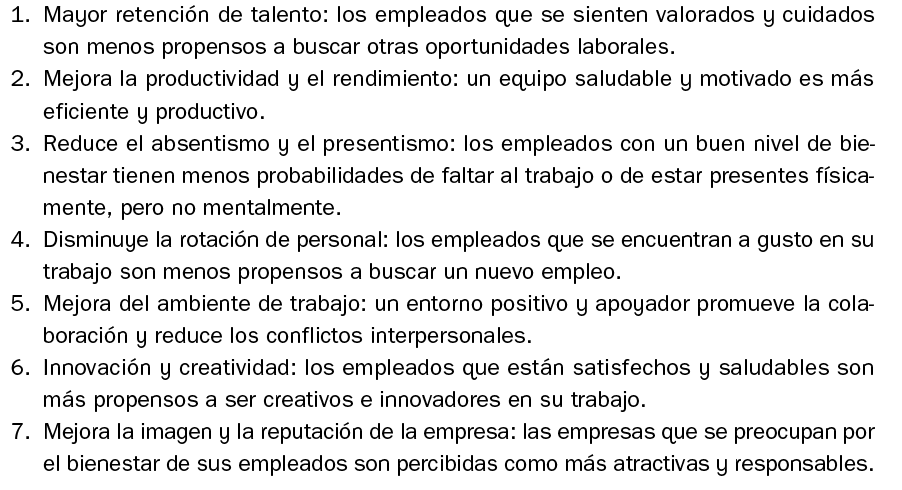 1. Mayor retención de talento: los empleados que se sienten valorados y cuidados
son menos propensos a buscar otras oportunidades laborales.
2. Mejora la productividad y el rendimiento: un equipo saludable y motivado es más
eficiente y productivo.
3. Reduce el absentismo y el presentismo: los empleados con un buen nivel de bie-
nestar tienen menos probabilidades de faltar al trabajo o de estar presentes física-
mente, pero no mentalmente.
4. Disminuye la rotación de personal: los empleados que se encuentran a gusto en su
trabajo son menos propensos a buscar un nuevo empleo.
5. Mejora del ambiente de trabajo: un entorno positivo y apoyador promueve la cola-
boración y reduce los conflictos interpersonales.
6. Innovación y creatividad: los empleados que están satisfechos y saludables son
más propensos a ser creativos e innovadores en su trabajo.
7. Mejora la imagen y la reputación de la empresa: las empresas que se preocupan por
el bienestar de sus empleados son percibidas como más atractivas y responsables.